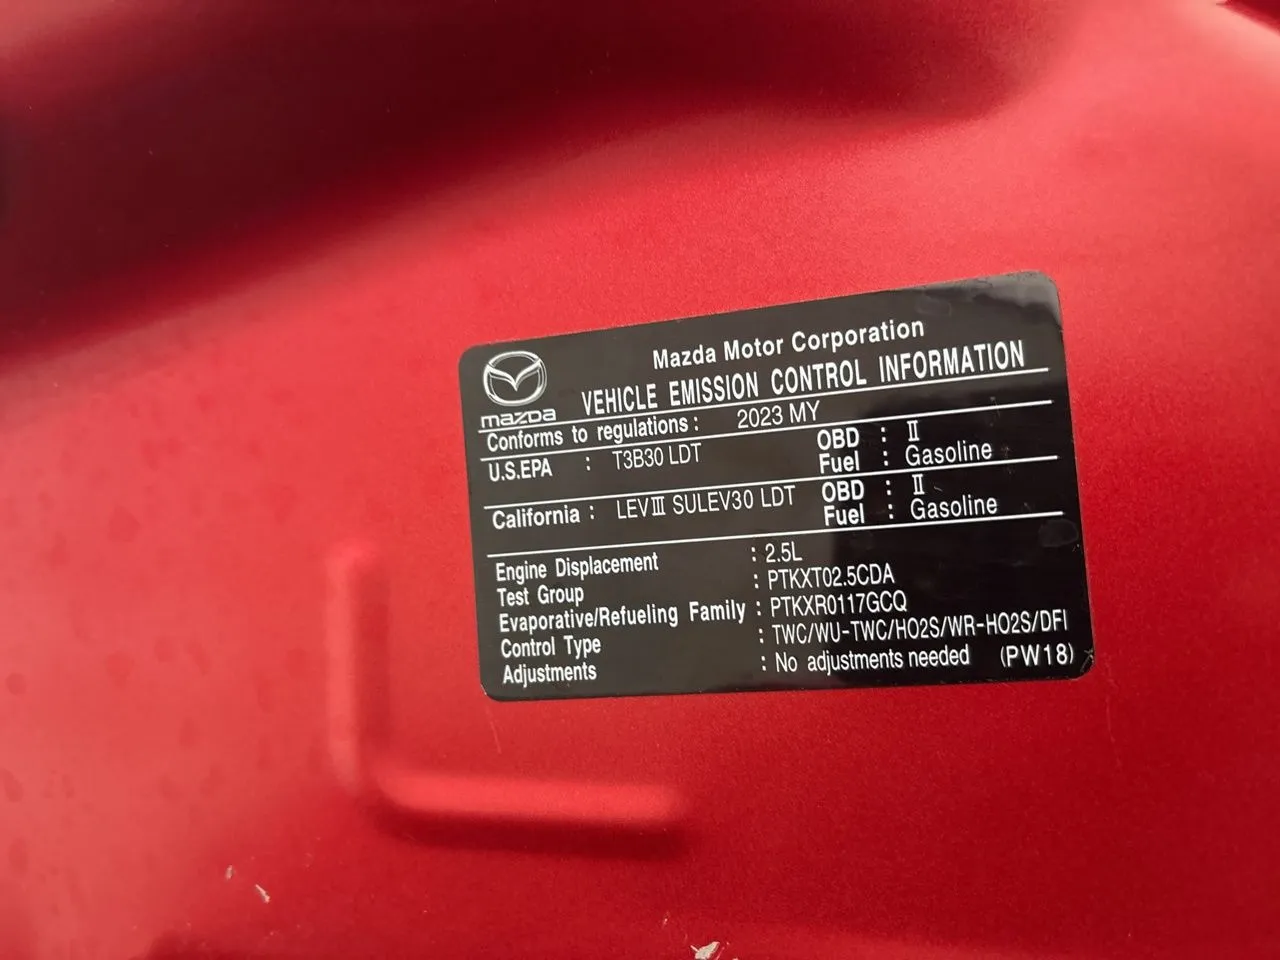 Mazda Motor Corporation
mazda
VEHICLE EMISSION CONTROL INFORMATION
Conforms to regulations : 2023 MY
U.S.EPA : T3B30 LDT OBD : II
Fuel : Gasoline
California : LEVIII SULEV30 LDT OBD : II
Fuel : Gasoline
Engine Displacement : 2.5L
Test Group : PTKXT02.5CDA
Evaporative/Refueling Family : PTKXR0117GCQ
Control Type : TWC/WU-TWC/HO2S/WR-HO2S/DFI
Adjustments : No adjustments needed (PW18)